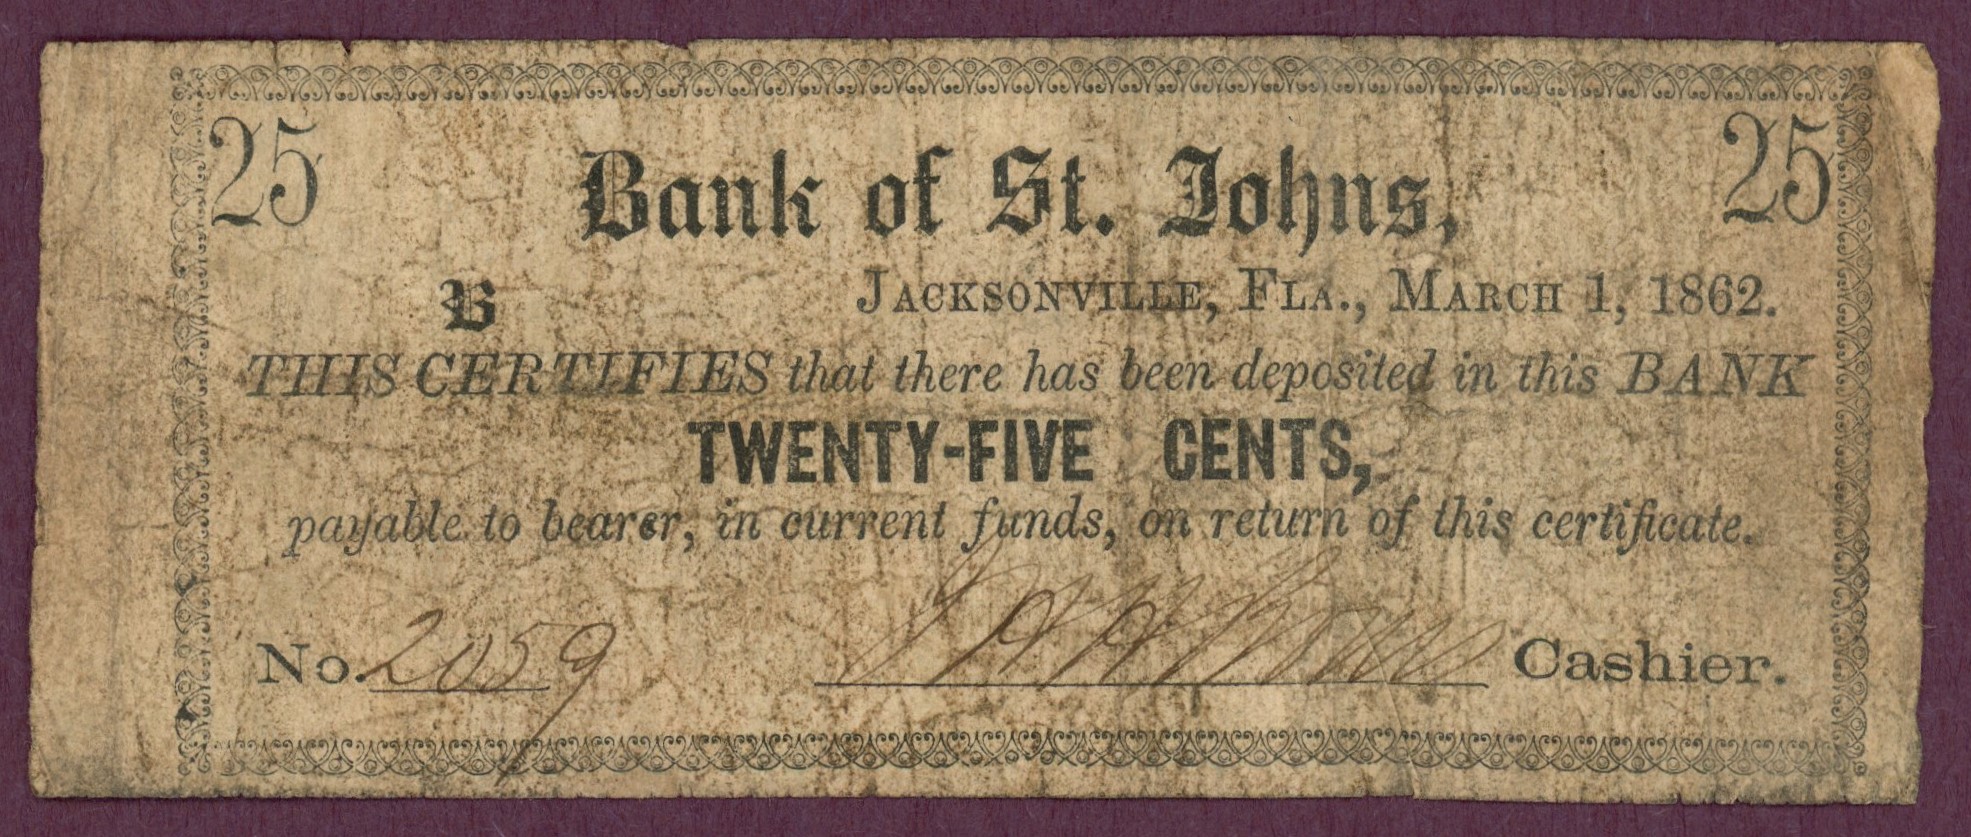 25 Bank of St. Johns, 25
B JACKSONVILLE, FLA., MARCH 1, 1862.
THIS CERTIFIES that there has been deposited in this BANK
TWENTY-FIVE CENTS,
payable to bearer, in current funds, on return of this certificate.
No. 2059 Cashier.